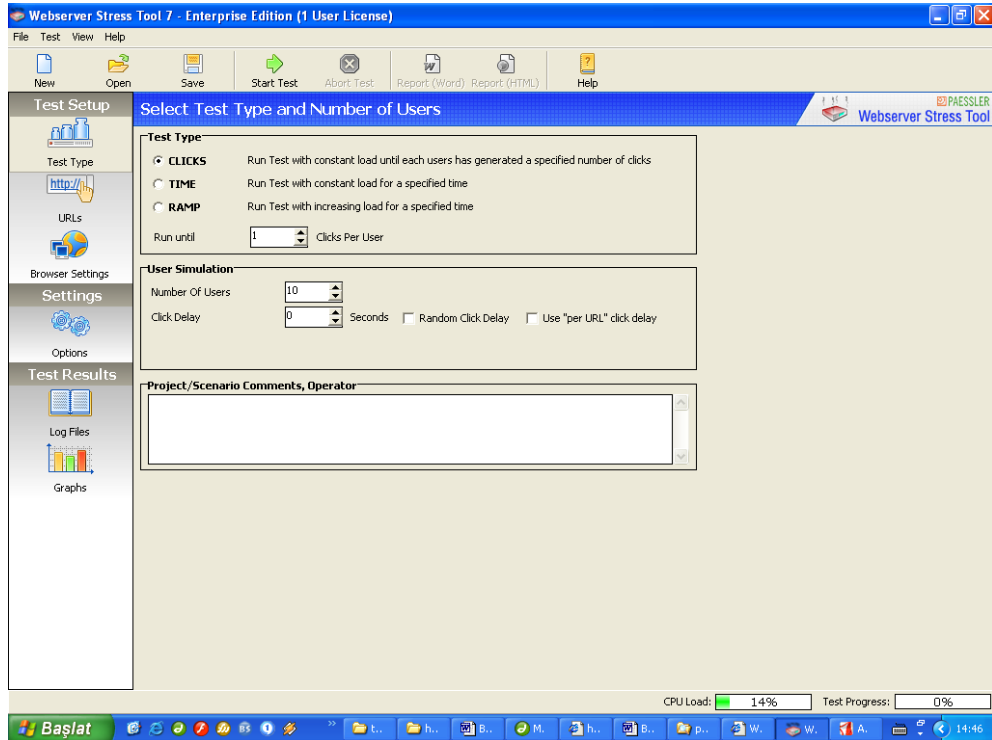 Webserver Stress Tool 7 - Enterprise Edition (1 User License)
File Test View Help
New Open Save Start Test Abort Test Report (Word) Report (HTML) Help
Test Setup
Test Type
http://
URLs
Browser Settings
Settings
Options
Test Results
Log Files
Graphs
Select Test Type and Number of Users
PAESSLER
Webserver Stress Tool
Test Type
CLICKS Run Test with constant load until each users has generated a specified number of clicks
TIME Run Test with constant load for a specified time
RAMP Run Test with increasing load for a specified time
Run until 1 Clicks Per User
User Simulation
Number Of Users 10
Click Delay 0 Seconds Random Click Delay Use "per URL" click delay
Project/Scenario Comments, Operator
CPU Load: 14% Test Progress: 0%
Başlat t.. h.. B.. M. h.. B.. p.. W. W. A. 14:46